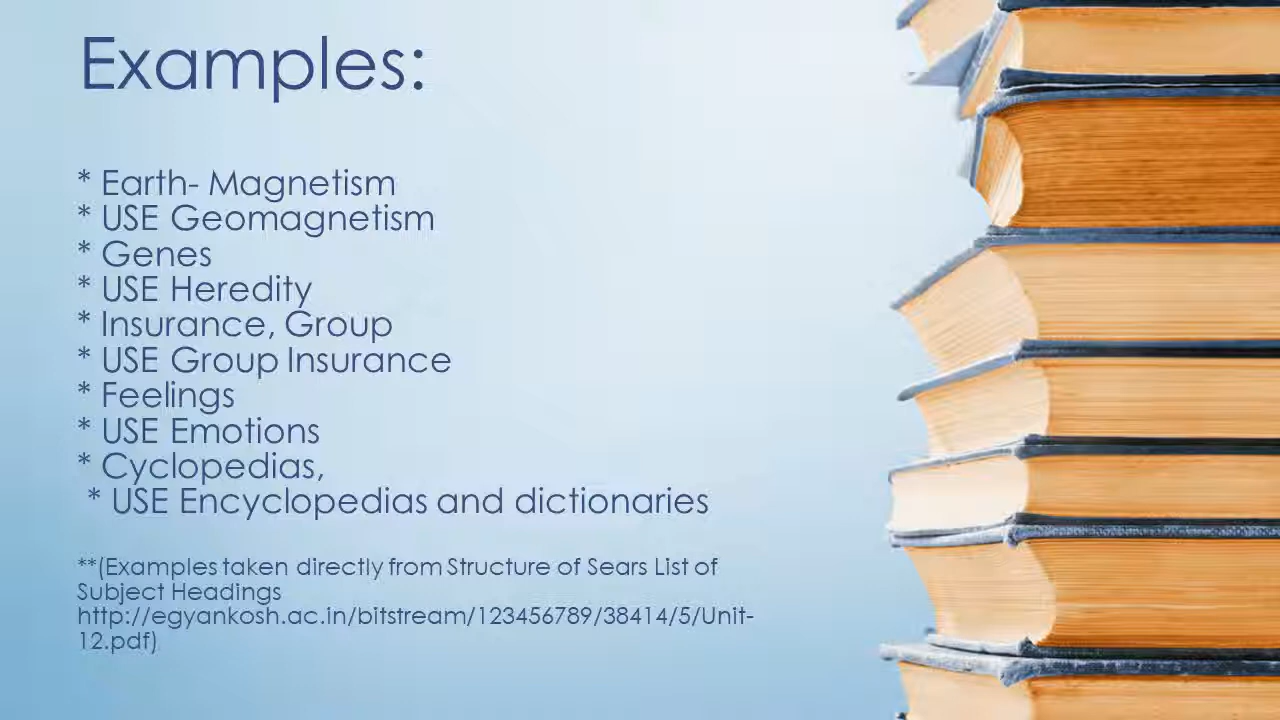 Examples:
* Earth- Magnetism
* USE Geomagnetism
* Genes
* USE Heredity
* Insurance, Group
* USE Group Insurance
* Feelings
* USE Emotions
* Cyclopedias,
* USE Encyclopedias and dictionaries
**(Examples taken directly from Structure of Sears List of
Subject Headings
http://egyankosh.ac.in/bitstream/123456789/38414/5/Unit-
12.pdf)